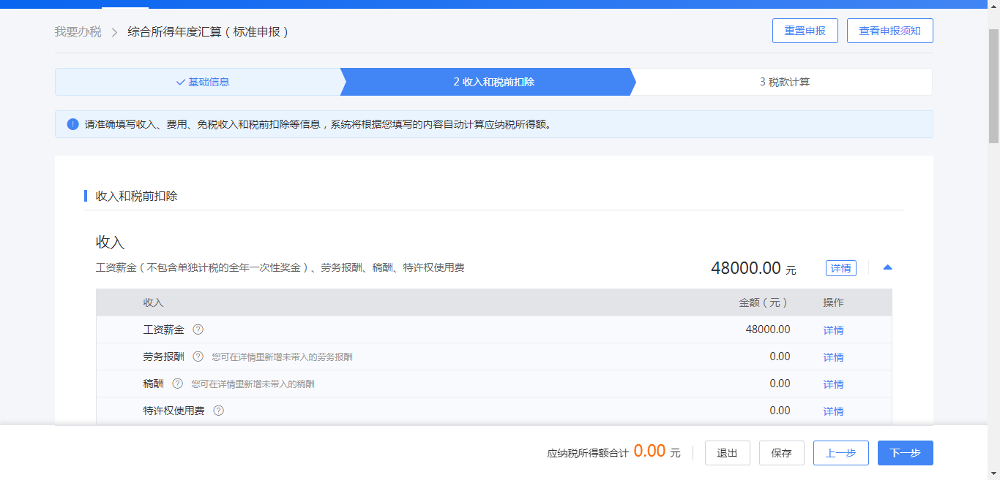 我要办税 > 综合所得年度汇算（标准申报） 重置申报 查看申报须知
基础信息 2 收入和税前扣除 3 税款计算
请准确填写收入、费用、免税收入和税前扣除等信息，系统将根据您填写的内容自动计算应纳税所得额。
收入和税前扣除
收入
工资薪金（不包含单独计税的全年一次性奖金）、劳务报酬、稿酬、特许权使用费 48000.00 元 详情
收入 金额（元） 操作
工资薪金 ? 48000.00 详情
劳务报酬 ? 您可在详情里新增未带入的劳务报酬 0.00 详情
稿酬 ? 您可在详情里新增未带入的稿酬 0.00 详情
特许权使用费 ? 0.00 详情
应纳税所得额合计 0.00 元 退出 保存 上一步 下一步